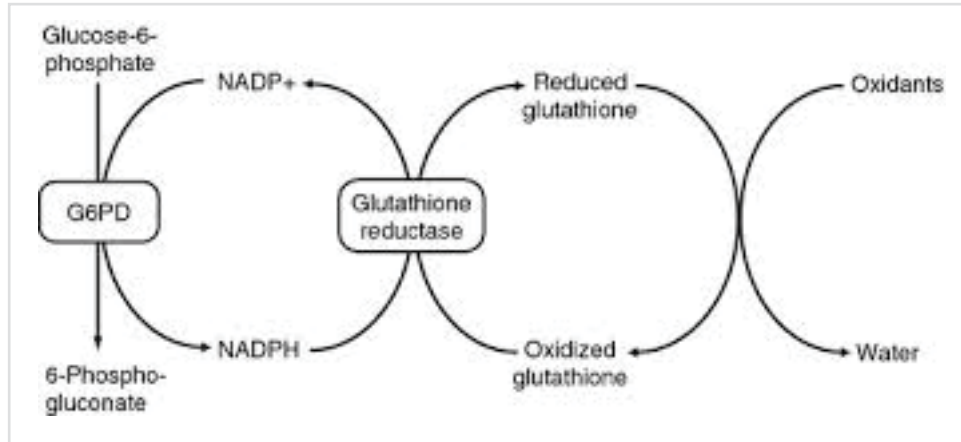 Glucose-6-
phosphate
NADP+
Reduced
glutathione
Oxidants
G6PD
Glutathione
reductase
NADPH
Oxidized
glutathione
Water
6-Phospho-
gluconate